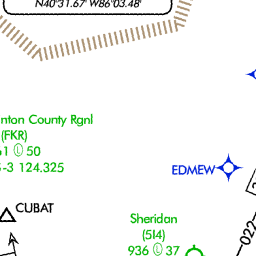 N40°31.67' W86°03.48'
nton County Rgnl
(FKR)
51 Ⓛ 50
-3 124.325
EDMEW
CUBAT
Sheridan
(5I4)
936 Ⓛ 37
022